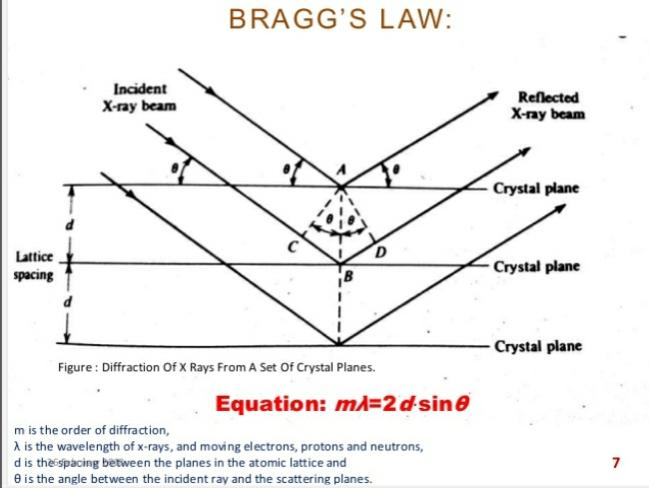 BRAGG'S LAW:
Incident
X-ray beam
Reflected
X-ray beam
θ
θ
A
θ
Crystal plane
d
θ
θ
C
D
Lattice
spacing
B
Crystal plane
d
Crystal plane
Figure : Diffraction Of X Rays From A Set Of Crystal Planes.
Equation: mλ=2d·sinθ
m is the order of diffraction,
λ is the wavelength of x-rays, and moving electrons, protons and neutrons,
d is the spacing between the planes in the atomic lattice and
θ is the angle between the incident ray and the scattering planes.
7